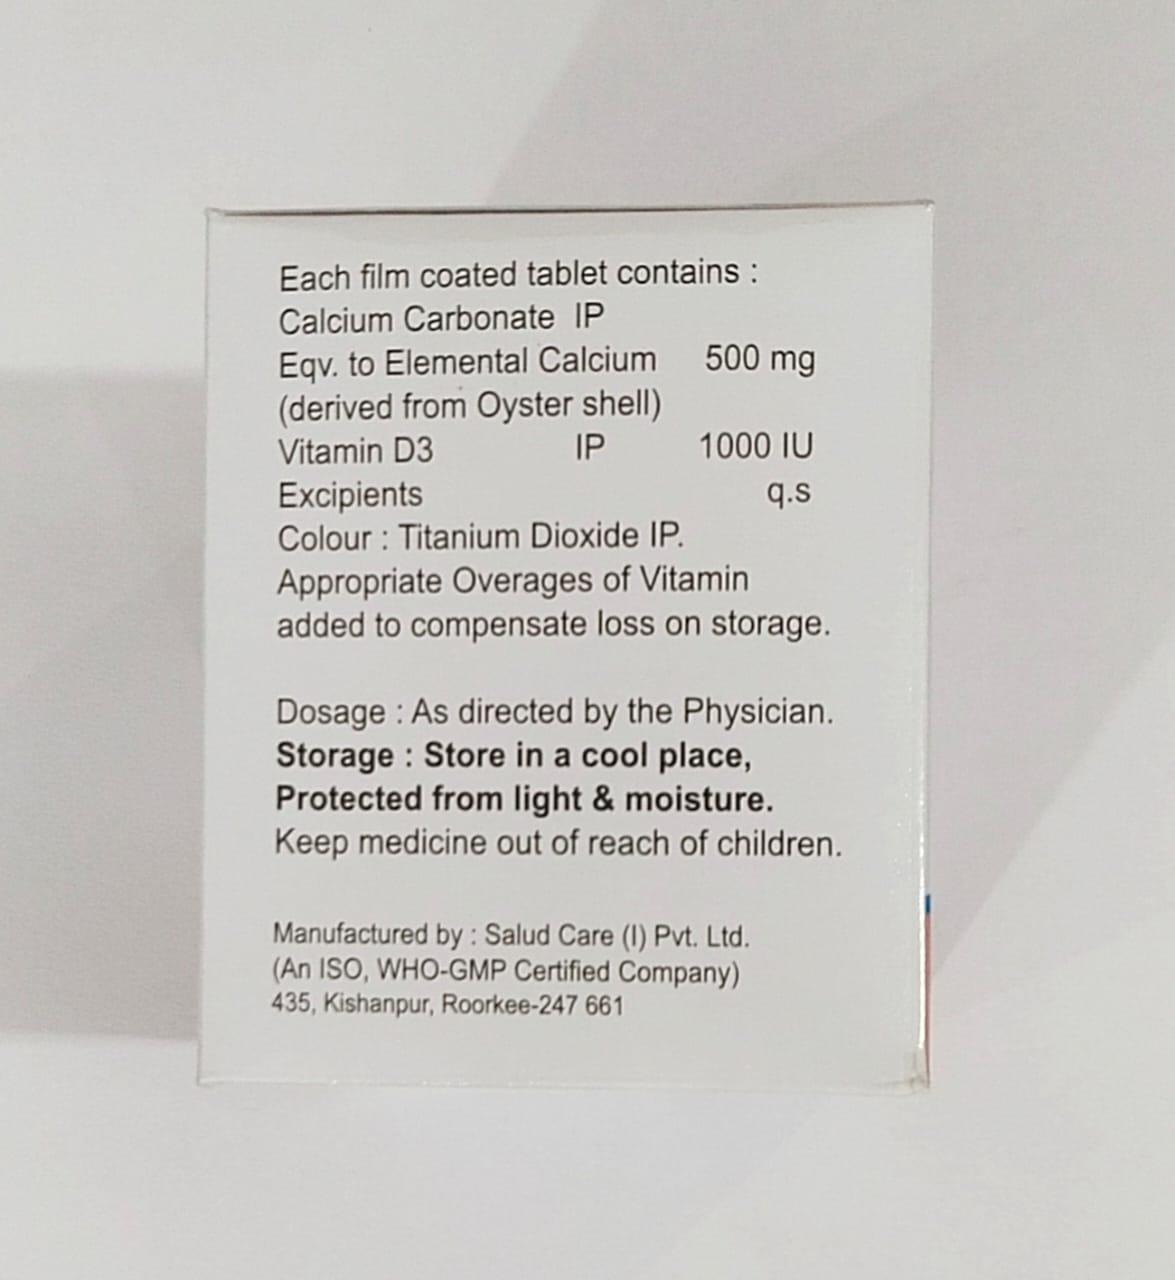 Each film coated tablet contains :
Calcium Carbonate IP
Eqv. to Elemental Calcium 500 mg
(derived from Oyster shell)
Vitamin D3 IP 1000 IU
Excipients q.s
Colour : Titanium Dioxide IP.
Appropriate Overages of Vitamin
added to compensate loss on storage.
Dosage : As directed by the Physician.
Storage : Store in a cool place,
Protected from light & moisture.
Keep medicine out of reach of children.
Manufactured by : Salud Care (I) Pvt. Ltd.
(An ISO, WHO-GMP Certified Company)
435, Kishanpur, Roorkee-247 661